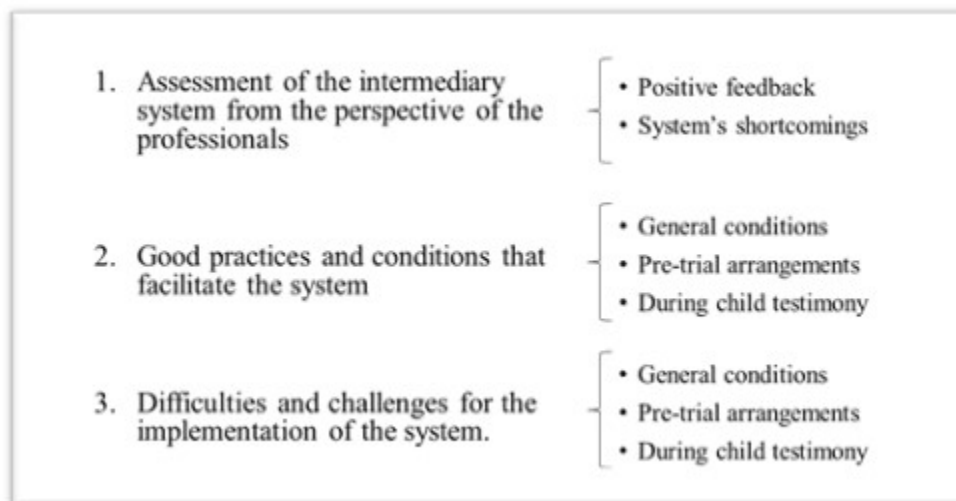 1. Assessment of the intermediary
system from the perspective of the
professionals
• Positive feedback
• System's shortcomings
2. Good practices and conditions that
facilitate the system
• General conditions
• Pre-trial arrangements
• During child testimony
3. Difficulties and challenges for the
implementation of the system.
• General conditions
• Pre-trial arrangements
• During child testimony